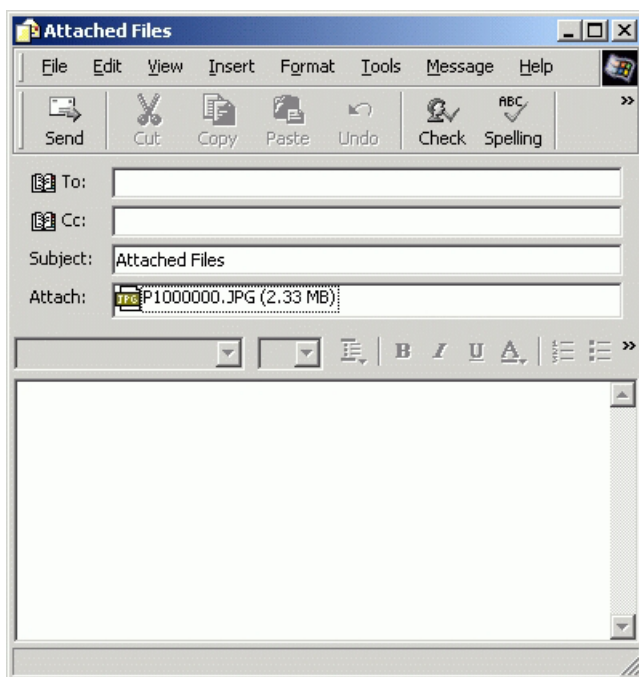 Attached Files
File Edit View Insert Format Tools Message Help
Send Cut Copy Paste Undo Check ABC Spelling »
To:
Cc:
Subject: Attached Files
Attach: JPG P1000000.JPG (2.33 MB)
B I U A »